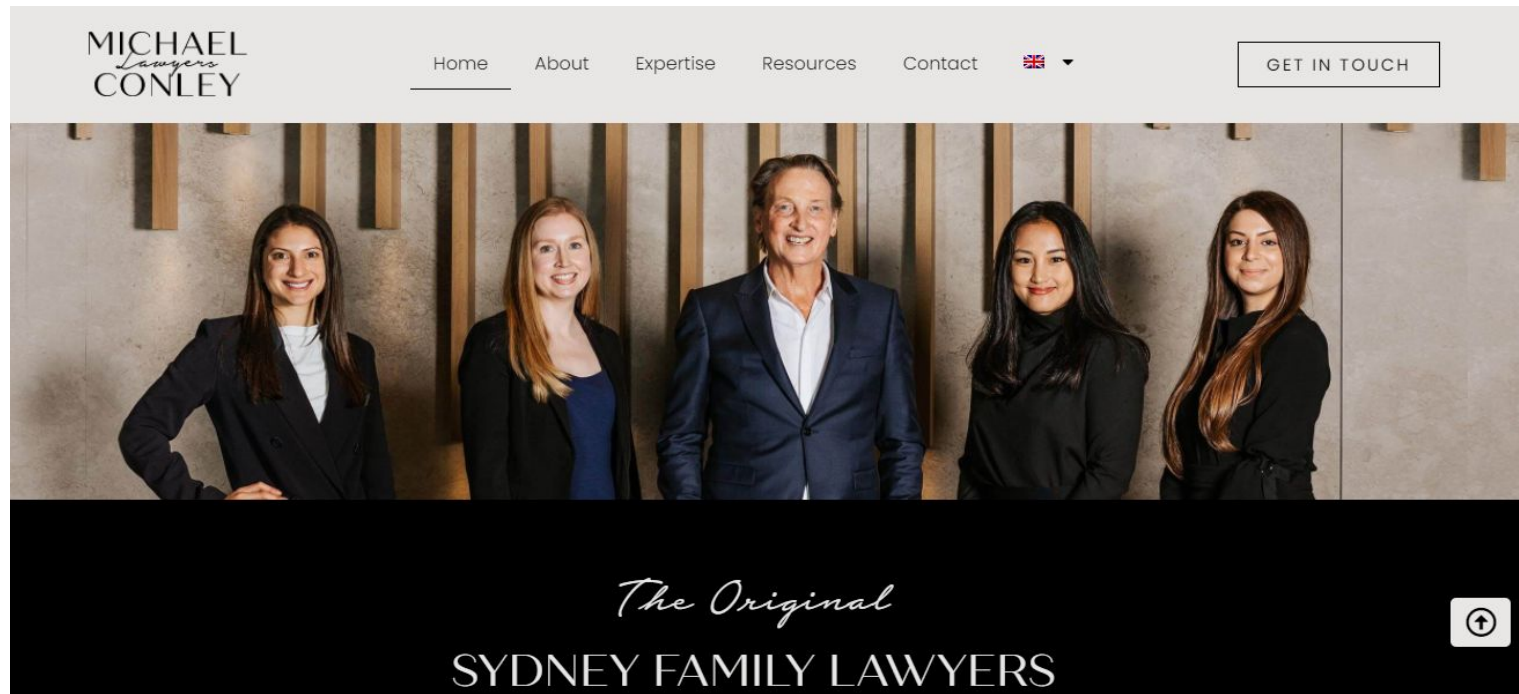 MICHAEL
Lawyers
CONLEY
Home About Expertise Resources Contact
GET IN TOUCH
The Original
SYDNEY FAMILY LAWYERS